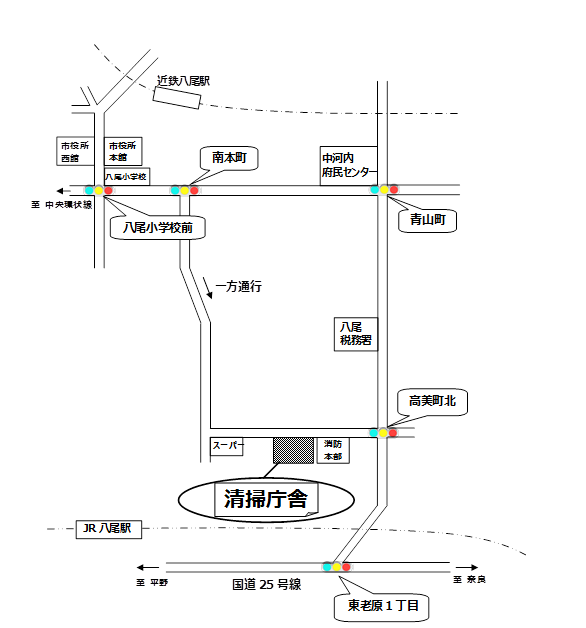 近鉄八尾駅
市役所
西館
市役所
本館
南本町
中河内
府民センター
八尾小学校
至 中央環状線
八尾小学校前
青山町
一方通行
八尾
税務署
高美町北
スーパー
消防
本部
清掃庁舎
JR 八尾駅
至 平野
国道 25 号線
至 奈良
東老原1丁目